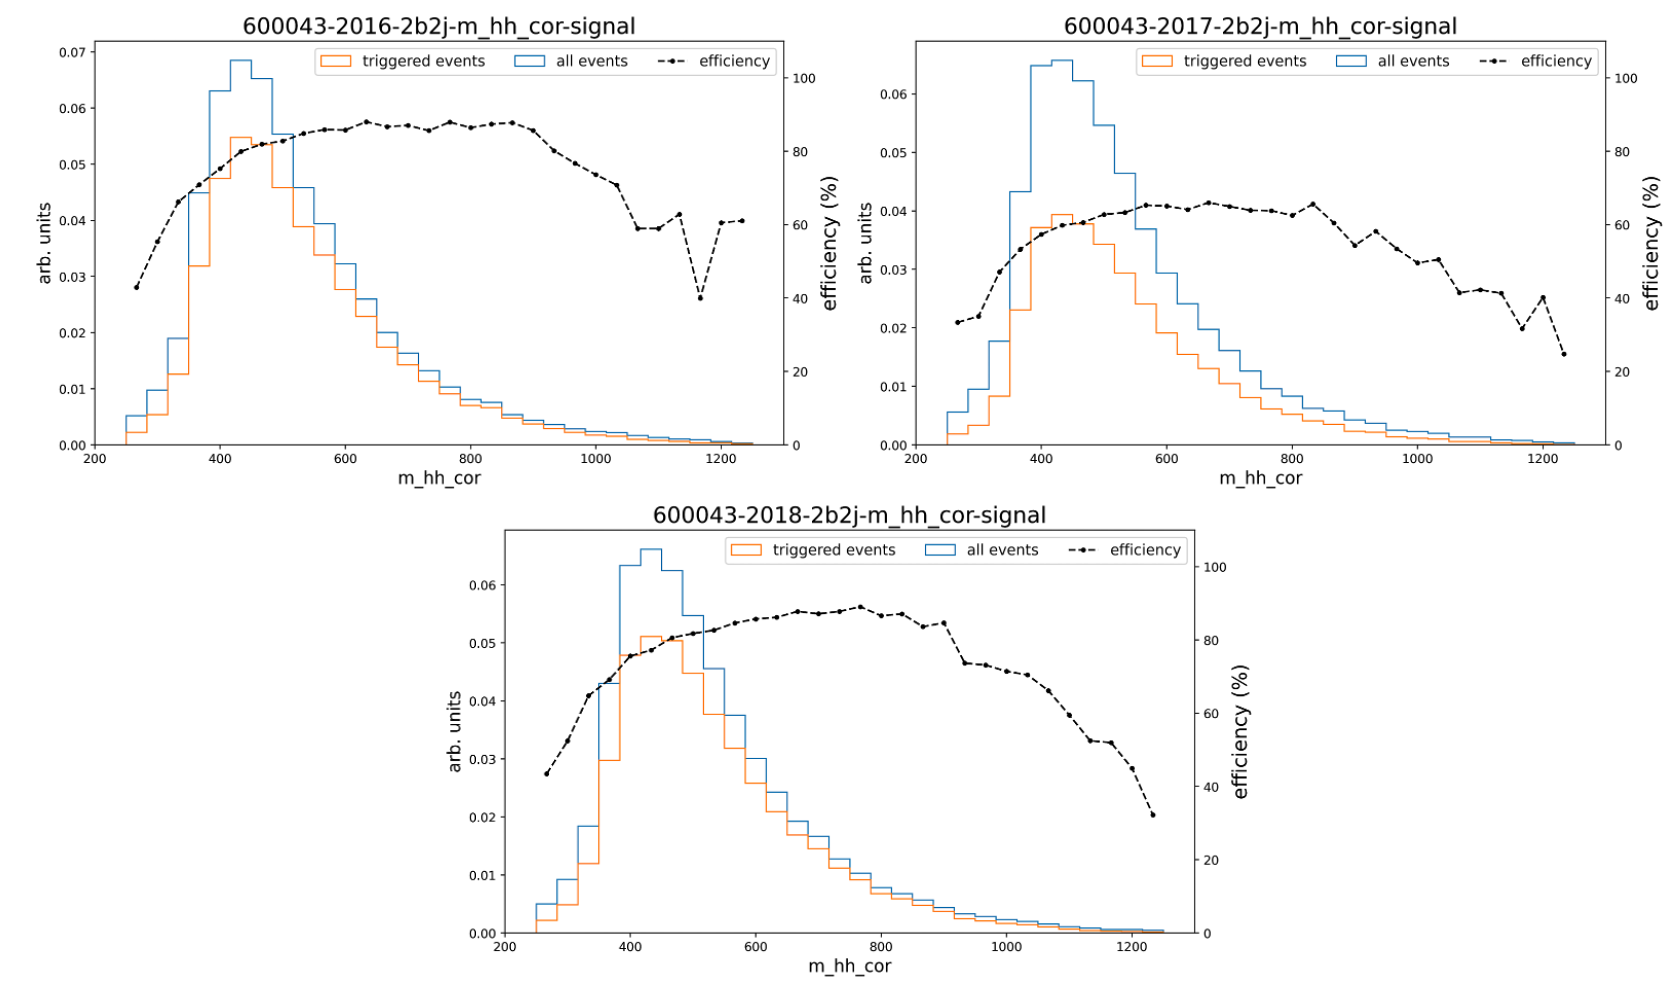 600043-2016-2b2j-m_hh_cor-signal
triggered events all events efficiency
0.07
0.06
0.05
0.04
0.03
0.02
0.01
0.00
arb. units
200 400 600 800 1000 1200
m_hh_cor
100
80
60
40
20
0
efficiency (%)
600043-2017-2b2j-m_hh_cor-signal
triggered events all events efficiency
0.06
0.05
0.04
0.03
0.02
0.01
0.00
arb. units
200 400 600 800 1000 1200
m_hh_cor
100
80
60
40
20
0
efficiency (%)
600043-2018-2b2j-m_hh_cor-signal
triggered events all events efficiency
0.06
0.05
0.04
0.03
0.02
0.01
0.00
arb. units
200 400 600 800 1000 1200
m_hh_cor
100
80
60
40
20
0
efficiency (%)